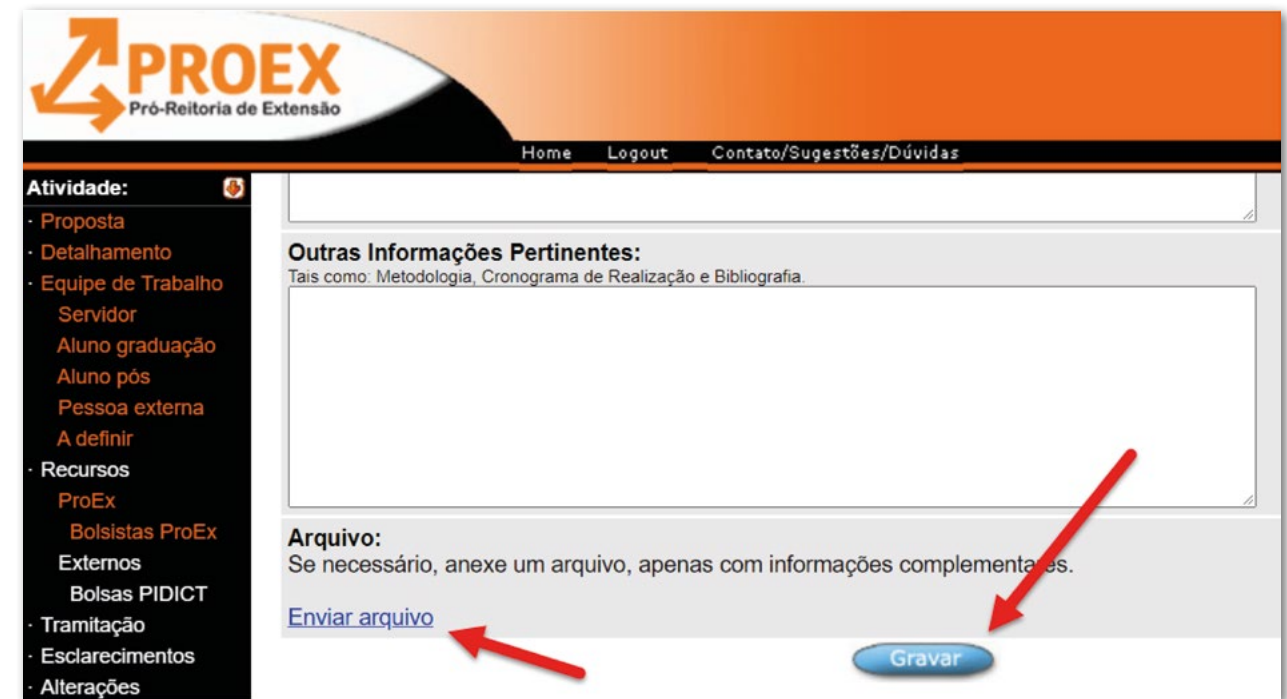 PROEX
Pró-Reitoria de Extensão
Home Logout Contato/Sugestões/Dúvidas
Atividade:
· Proposta
· Detalhamento
· Equipe de Trabalho
Servidor
Aluno graduação
Aluno pós
Pessoa externa
A definir
· Recursos
ProEx
Bolsistas ProEx
Externos
Bolsas PIDICT
· Tramitação
· Esclarecimentos
· Alterações
Outras Informações Pertinentes:
Tais como: Metodologia, Cronograma de Realização e Bibliografia.
Arquivo:
Se necessário, anexe um arquivo, apenas com informações complementares.
Enviar arquivo
Gravar